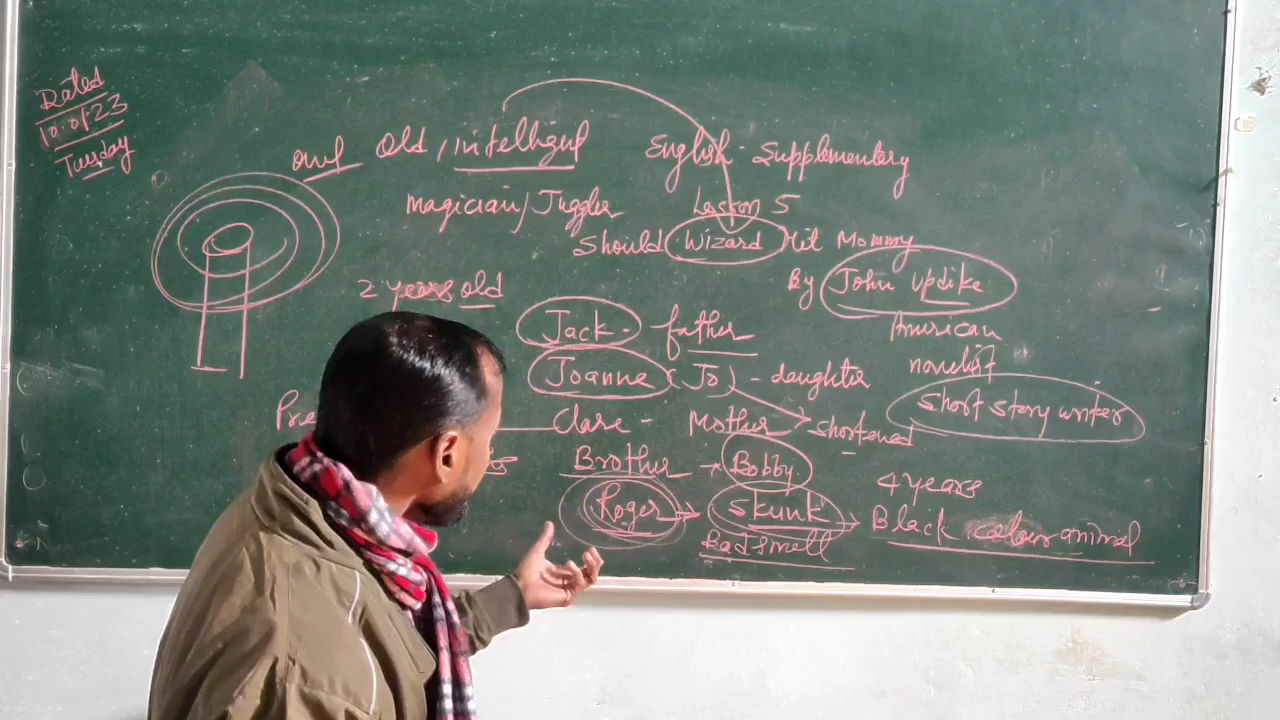 Rated
10.01.23
Tuesday
owl Old, intelligent
English Supplementary
magician/Juggler
Lesson 5
Should Wizard Hit Mommy
By John updike
2 years old
American
novelist
short story writer
Jack - father
Joanne (Jo) - daughter
shortened
Pre
Clare - Mother
Brother → Bobby
4 years
Roger → Skunk → Black colour animal
Bad smell